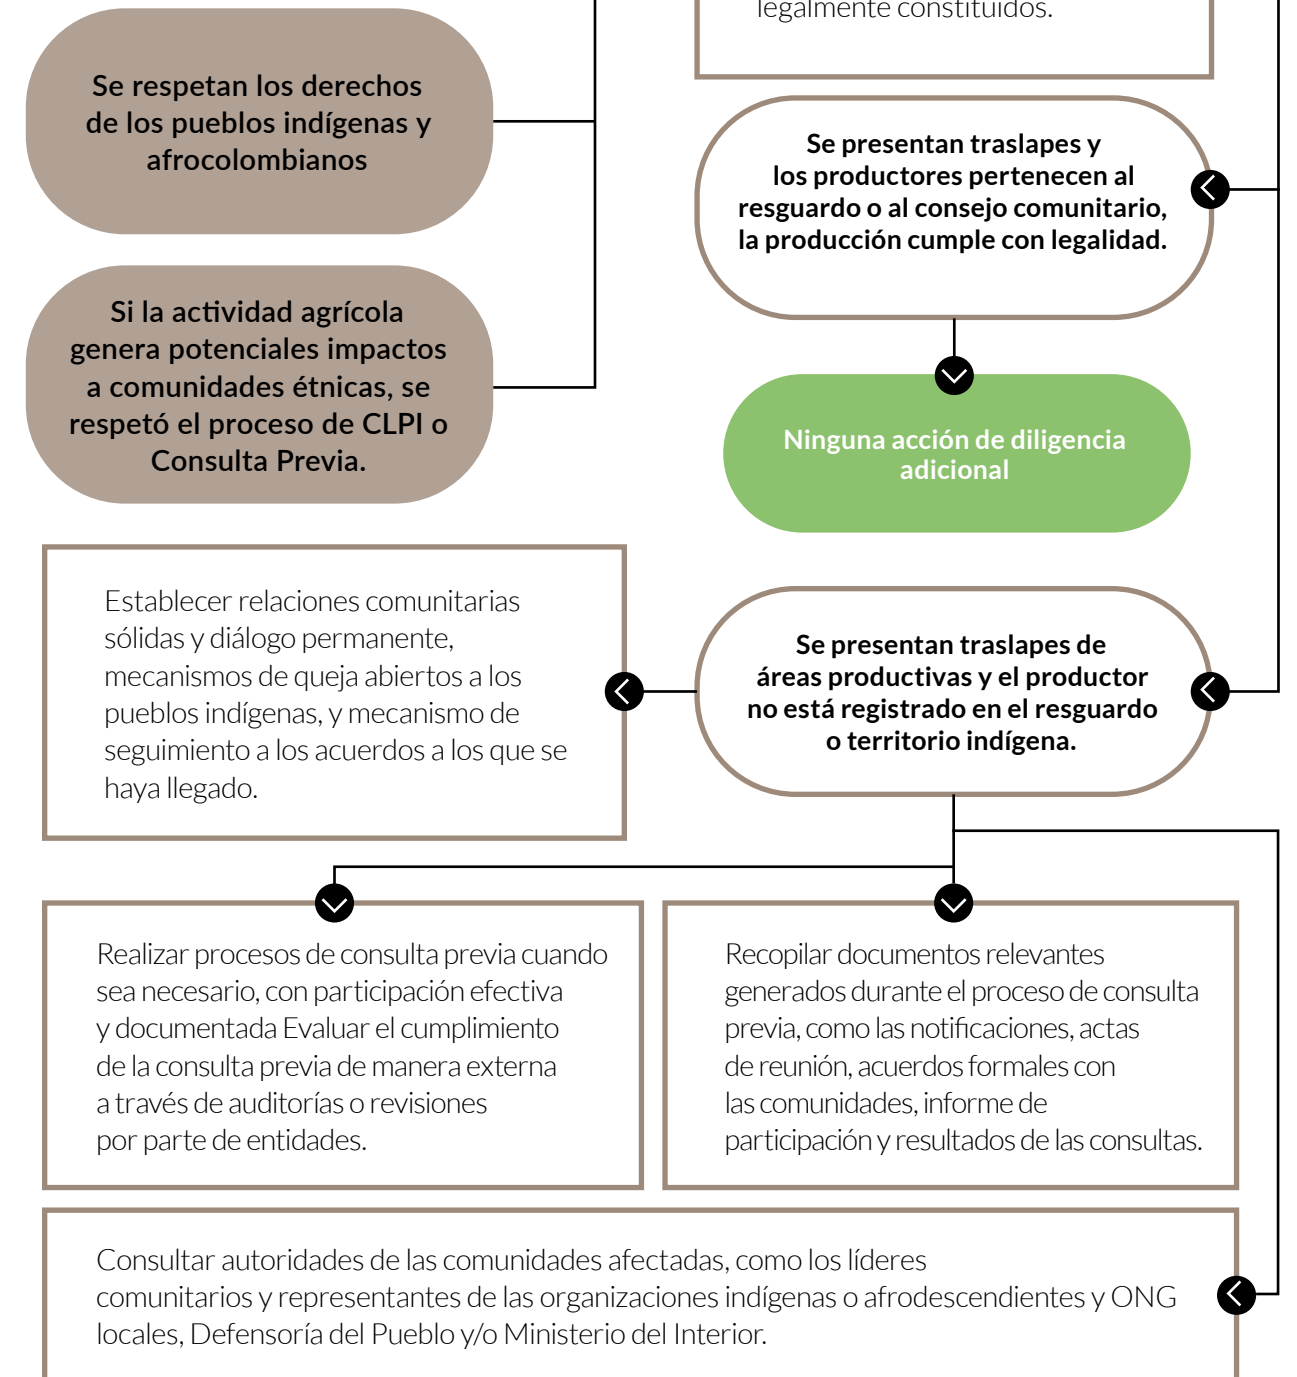 legalmente constituidos.
Se respetan los derechos
de los pueblos indígenas y
afrocolombianos
Se presentan traslapes y
los productores pertenecen al
resguardo o al consejo comunitario,
la producción cumple con legalidad.
Si la actividad agrícola
genera potenciales impactos
a comunidades étnicas, se
respetó el proceso de CLPI o
Consulta Previa.
Ninguna acción de diligencia
adicional
Establecer relaciones comunitarias
sólidas y diálogo permanente,
mecanismos de queja abiertos a los
pueblos indígenas, y mecanismo de
seguimiento a los acuerdos a los que se
haya llegado.
Se presentan traslapes de
áreas productivas y el productor
no está registrado en el resguardo
o territorio indígena.
Realizar procesos de consulta previa cuando
sea necesario, con participación efectiva
y documentada Evaluar el cumplimiento
de la consulta previa de manera externa
a través de auditorías o revisiones
por parte de entidades.
Recopilar documentos relevantes
generados durante el proceso de consulta
previa, como las notificaciones, actas
de reunión, acuerdos formales con
las comunidades, informe de
participación y resultados de las consultas.
Consultar autoridades de las comunidades afectadas, como los líderes
comunitarios y representantes de las organizaciones indígenas o afrodescendientes y ONG
locales, Defensoría del Pueblo y/o Ministerio del Interior.